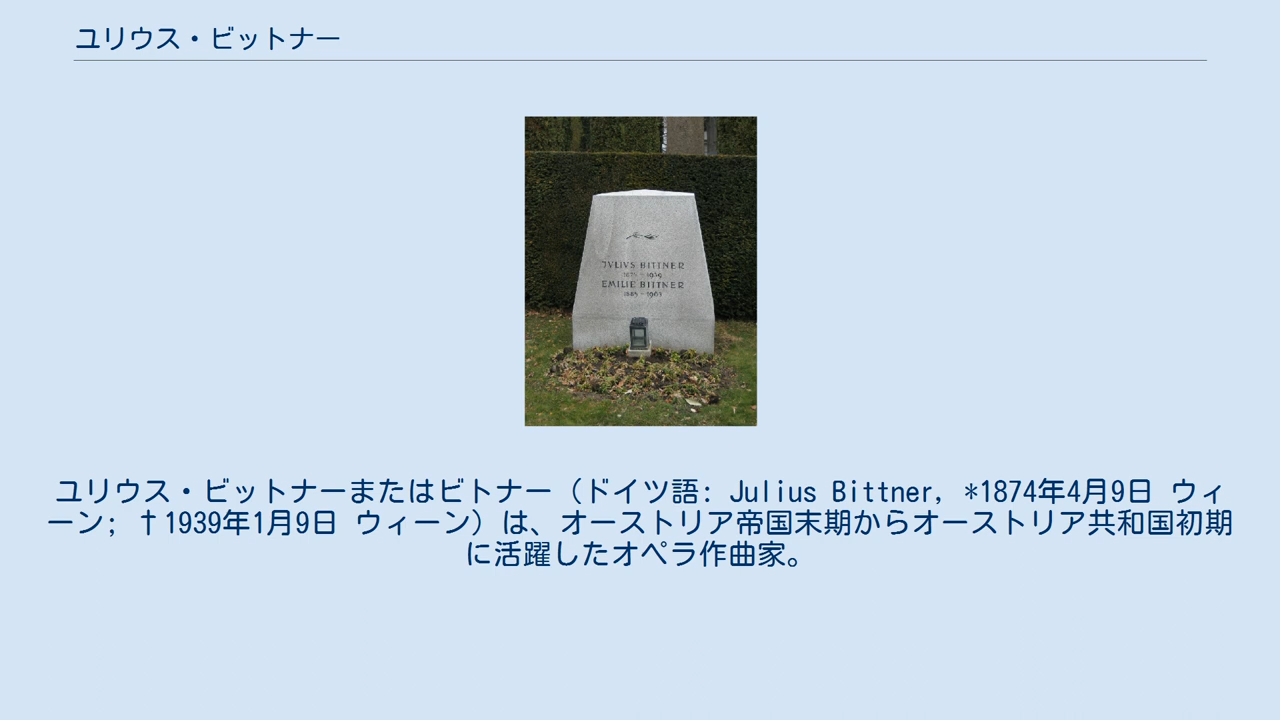 ユリウス・ビットナー
JVLIVS BITTNER
EMILIE BITTNER
ユリウス・ビットナーまたはビトナー（ドイツ語: Julius Bittner, *1874年4月9日 ウィ
ーン; †1939年1月9日 ウィーン）は、オーストリア帝国末期からオーストリア共和国初期
に活躍したオペラ作曲家。